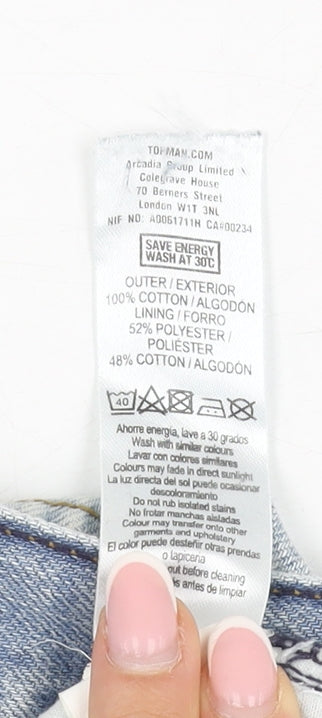 TOPMAN.COM
Arcadia Group Limited
Colegrave House
70 Berners Street
London W1T 3NL
NIF NO: A0061711H CA#00234
SAVE ENERGY
WASH AT 30°C
OUTER / EXTERIOR
100% COTTON / ALGODÓN
LINING / FORRO
52% POLYESTER /
POLIÉSTER
48% COTTON / ALGODÓN
40
Ahorre energia, lave a 30 grados
Wash with similar colours
Lavar con colores similares
Colours may fade in direct sunlight
La luz directa del sol puede ocasionar
descoloramiento
Do not rub isolated stains
No frotar manchas aisladas
Colour may transfer onto other
garments and upholstery
El color puede desteñir otras prendas
o tapiceria
out before cleaning
antes de limpiar